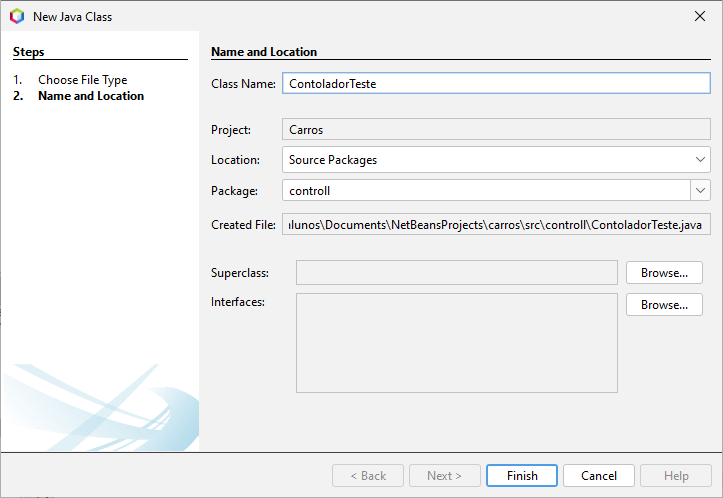 New Java Class
Steps
1. Choose File Type
2. Name and Location
Name and Location
Class Name: ContoladorTeste
Project: Carros
Location: Source Packages
Package: controll
Created File: lunos\Documents\NetBeansProjects\carros\src\controll\ContoladorTeste.java
Superclass:
Browse...
Interfaces:
Browse...
< Back
Next >
Finish
Cancel
Help